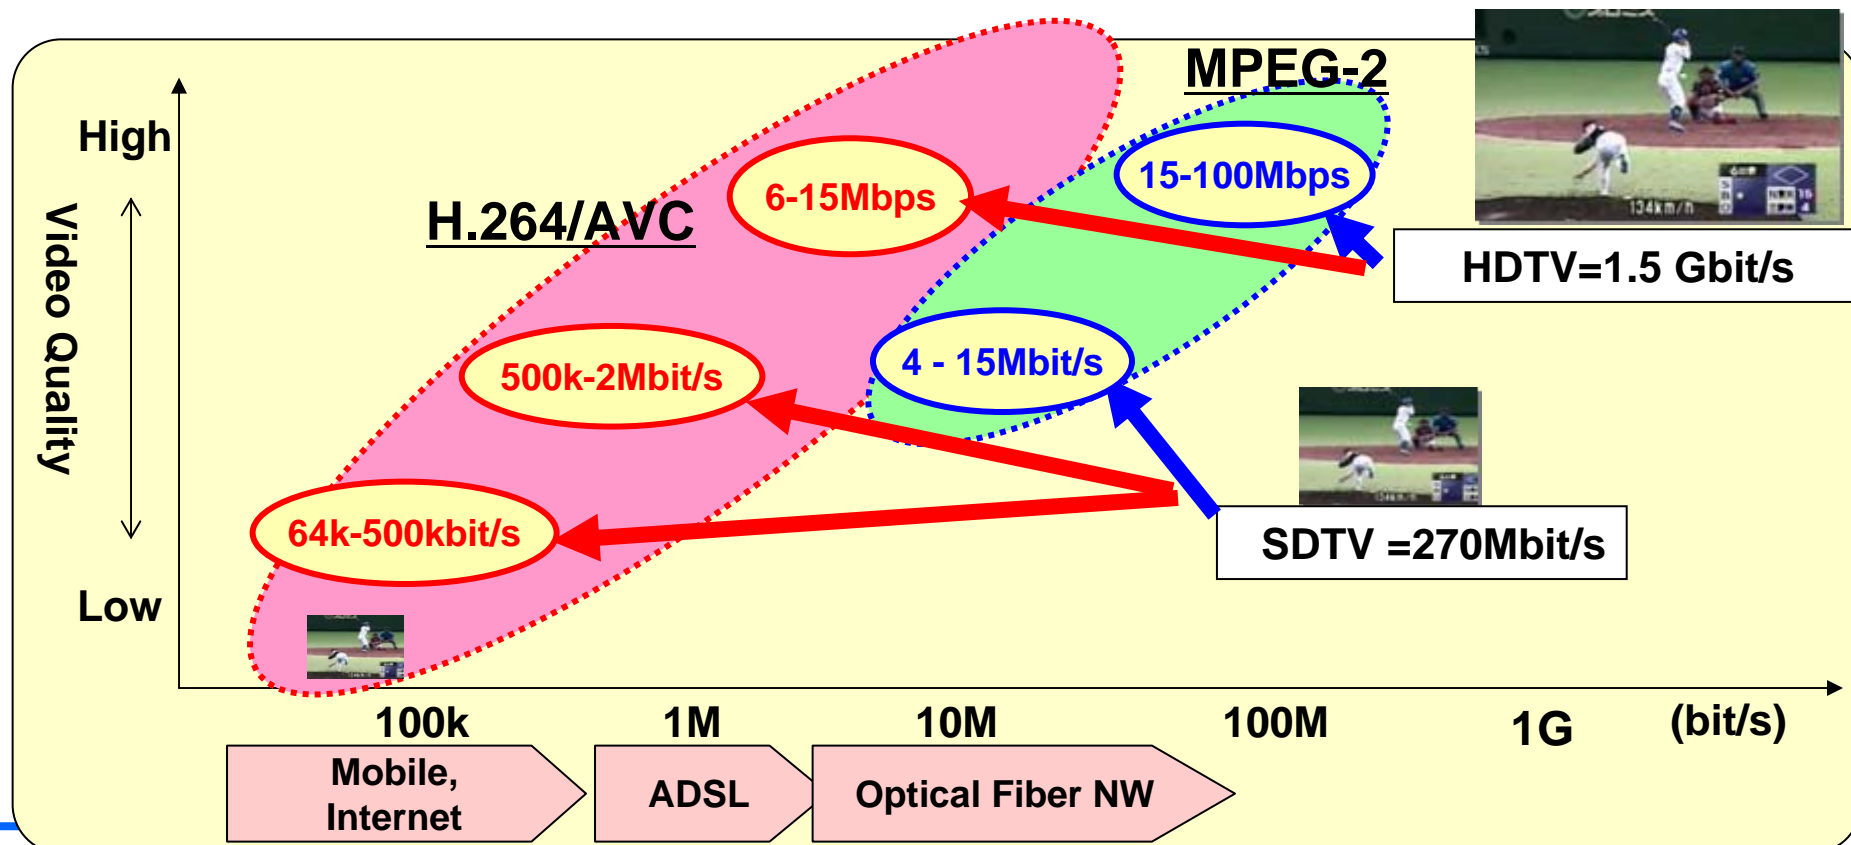 MPEG-2
High
15-100Mbps
6-15Mbps
134km/h
H.264/AVC
HDTV=1.5 Gbit/s
Video Quality
500k-2Mbit/s
4 - 15Mbit/s
64k-500kbit/s
SDTV =270Mbit/s
Low
100k
1M
10M
100M
1G
(bit/s)
Mobile,
Internet
ADSL
Optical Fiber NW